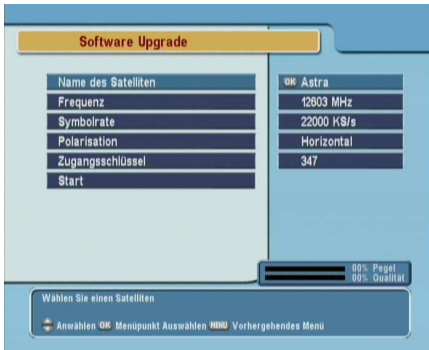 Software Upgrade
Name des Satelliten OK Astra
Frequenz 12603 MHz
Symbolrate 22000 KS/s
Polarisation Horizontal
Zugangsschlüssel 347
Start
00% Pegel
00% Qualität
Wählen Sie einen Satelliten
Anwählen OK Menüpunkt Auswählen MENU Vorhergehendes Menü